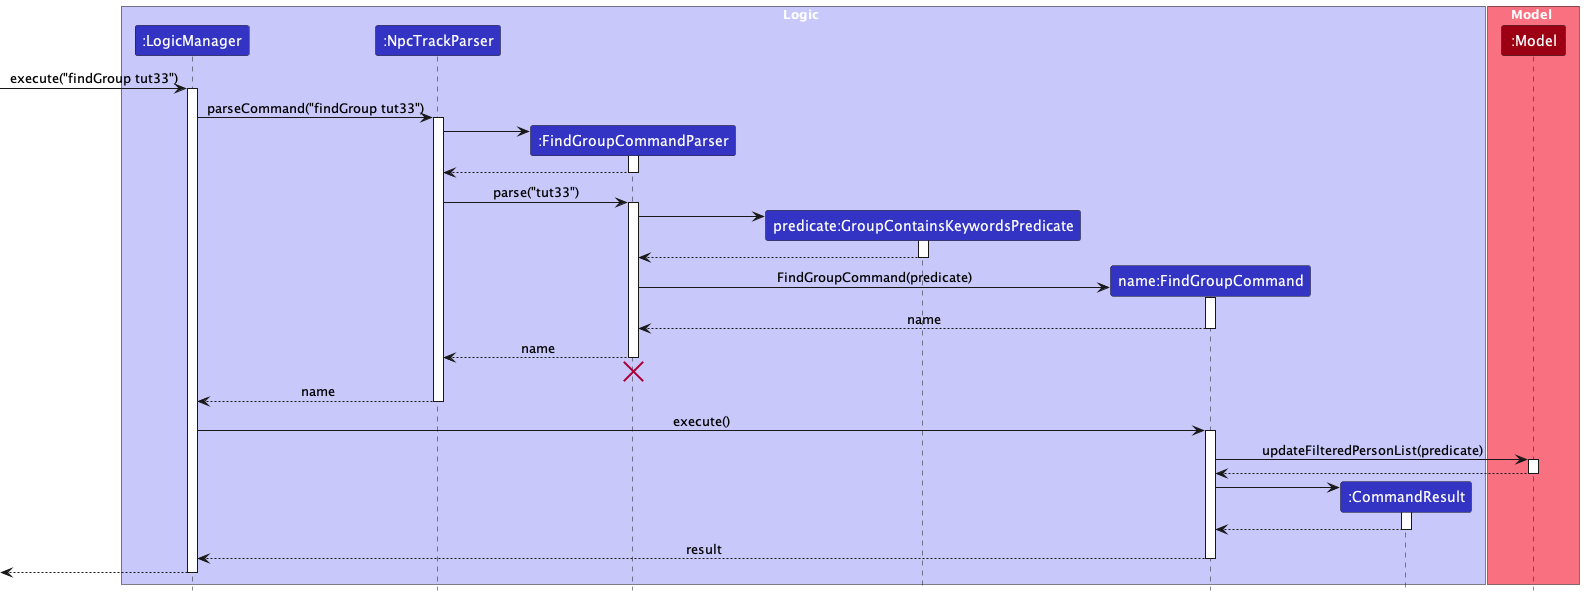 Logic
Model
:LogicManager
:NpcTrackParser
:Model
execute("findGroup tut33")
parseCommand("findGroup tut33")
:FindGroupCommandParser
parse("tut33")
predicate:GroupContainsKeywordsPredicate
FindGroupCommand(predicate)
name:FindGroupCommand
name
name
name
execute()
updateFilteredPersonList(predicate)
:CommandResult
result